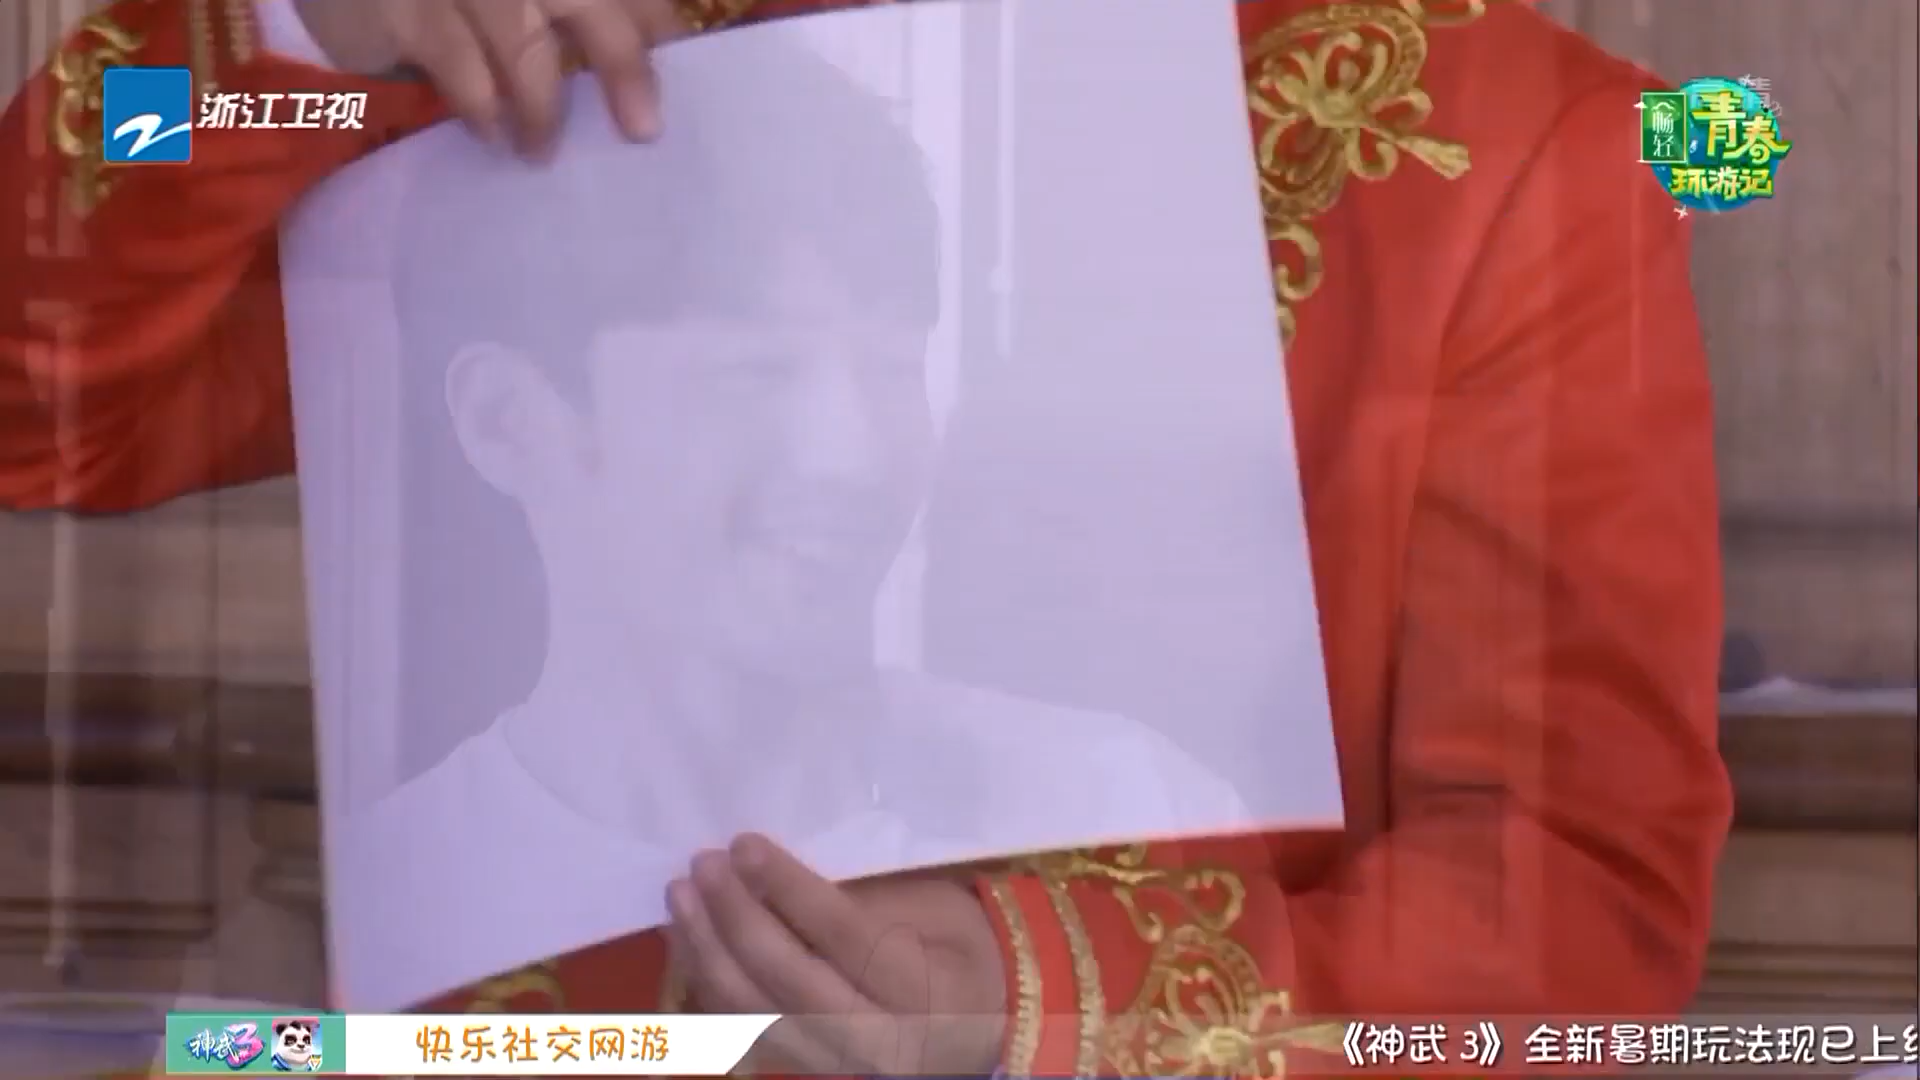 浙江卫视
畅轻
青春
环游记
神武3
快乐社交网游
《神武 3》 全新暑期玩法现已上